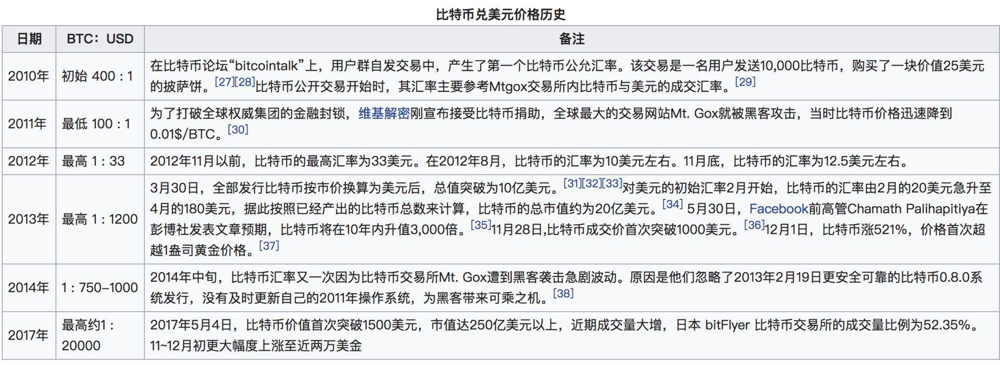 比特币兑美元价格历史
日期 BTC：USD 备注
2010年 初始 400 : 1 在比特币论坛“bitcointalk”上，用户群自发交易中，产生了第一个比特币公允汇率。该交易是一名用户发送10,000比特币，购买了一块价值25美元
的披萨饼。[27][28]比特币公开交易开始时，其汇率主要参考Mtgox交易所内比特币与美元的成交汇率。[29]
2011年 最低 100 : 1 为了打破全球权威集团的金融封锁，维基解密刚宣布接受比特币捐助，全球最大的交易网站Mt. Gox就被黑客攻击，当时比特币价格迅速降到
0.01$/BTC。[30]
2012年 最高 1 : 33 2012年11月以前，比特币的最高汇率为33美元。在2012年8月，比特币的汇率为10美元左右。11月底，比特币的汇率为12.5美元左右。
2013年 最高 1 : 1200 3月30日，全部发行比特币按市价换算为美元后，总值突破为10亿美元。[31][32][33]对美元的初始汇率2月开始，比特币的汇率由2月的20美元急升至
4月的180美元，据此按照已经产出的比特币总数来计算，比特币的总市值约为20亿美元。[34] 5月30日，Facebook前高管Chamath Palihapitiya在
彭博社发表文章预期，比特币将在10年内升值3,000倍。[35]11月28日,比特币成交价首次突破1000美元。[36]12月1日，比特币涨521%，价格首次超
越1盎司黄金价格。[37]
2014年 1 : 750–1000 2014年中旬，比特币汇率又一次因为比特币交易所Mt. Gox遭到黑客袭击急剧波动。原因是他们忽略了2013年2月19日更安全可靠的比特币0.8.0系
统发行，没有及时更新自己的2011年操作系统，为黑客带来可乘之机。[38]
2017年 最高约1 : 2017年5月4日，比特币价值首次突破1500美元，市值达250亿美元以上，近期成交量大增，日本 bitFlyer 比特币交易所的成交量比例为52.35%。
20000 11~12月初更大幅度上涨至近两万美金